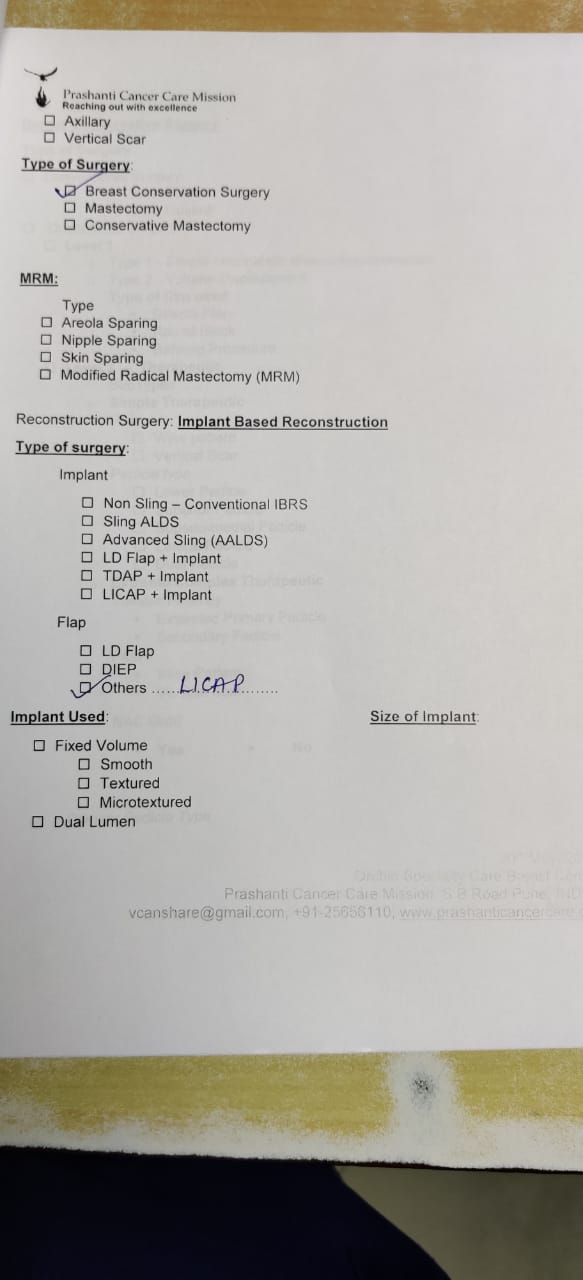 Prashanti Cancer Care Mission
Reaching out with excellence
☐ Axillary
☐ Vertical Scar
Type of Surgery:
☑ Breast Conservation Surgery
☐ Mastectomy
☐ Conservative Mastectomy
MRM:
Type
☐ Areola Sparing
☐ Nipple Sparing
☐ Skin Sparing
☐ Modified Radical Mastectomy (MRM)
Reconstruction Surgery: Implant Based Reconstruction
Type of surgery:
Implant
☐ Non Sling – Conventional IBRS
☐ Sling ALDS
☐ Advanced Sling (AALDS)
☐ LD Flap + Implant
☐ TDAP + Implant
☐ LICAP + Implant
Flap
☐ LD Flap
☐ DIEP
☑ Others .....LICAP........
Implant Used: Size of Implant:
☐ Fixed Volume
☐ Smooth
☐ Textured
☐ Microtextured
☐ Dual Lumen
Prashanti Cancer Care Mission, S.B Road Pune, IND
vcanshare@gmail.com, +91-25656110, www.prashanticancercare.